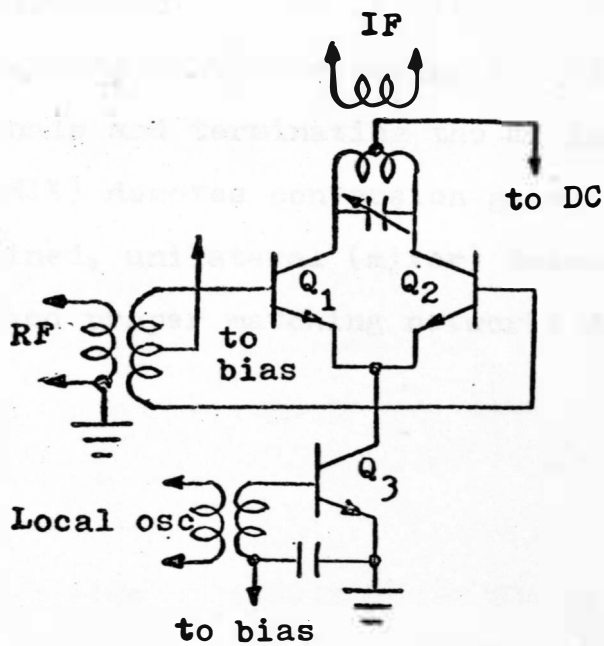 IF
to DC
Q1
Q2
RF
to
bias
Q3
Local osc
to bias